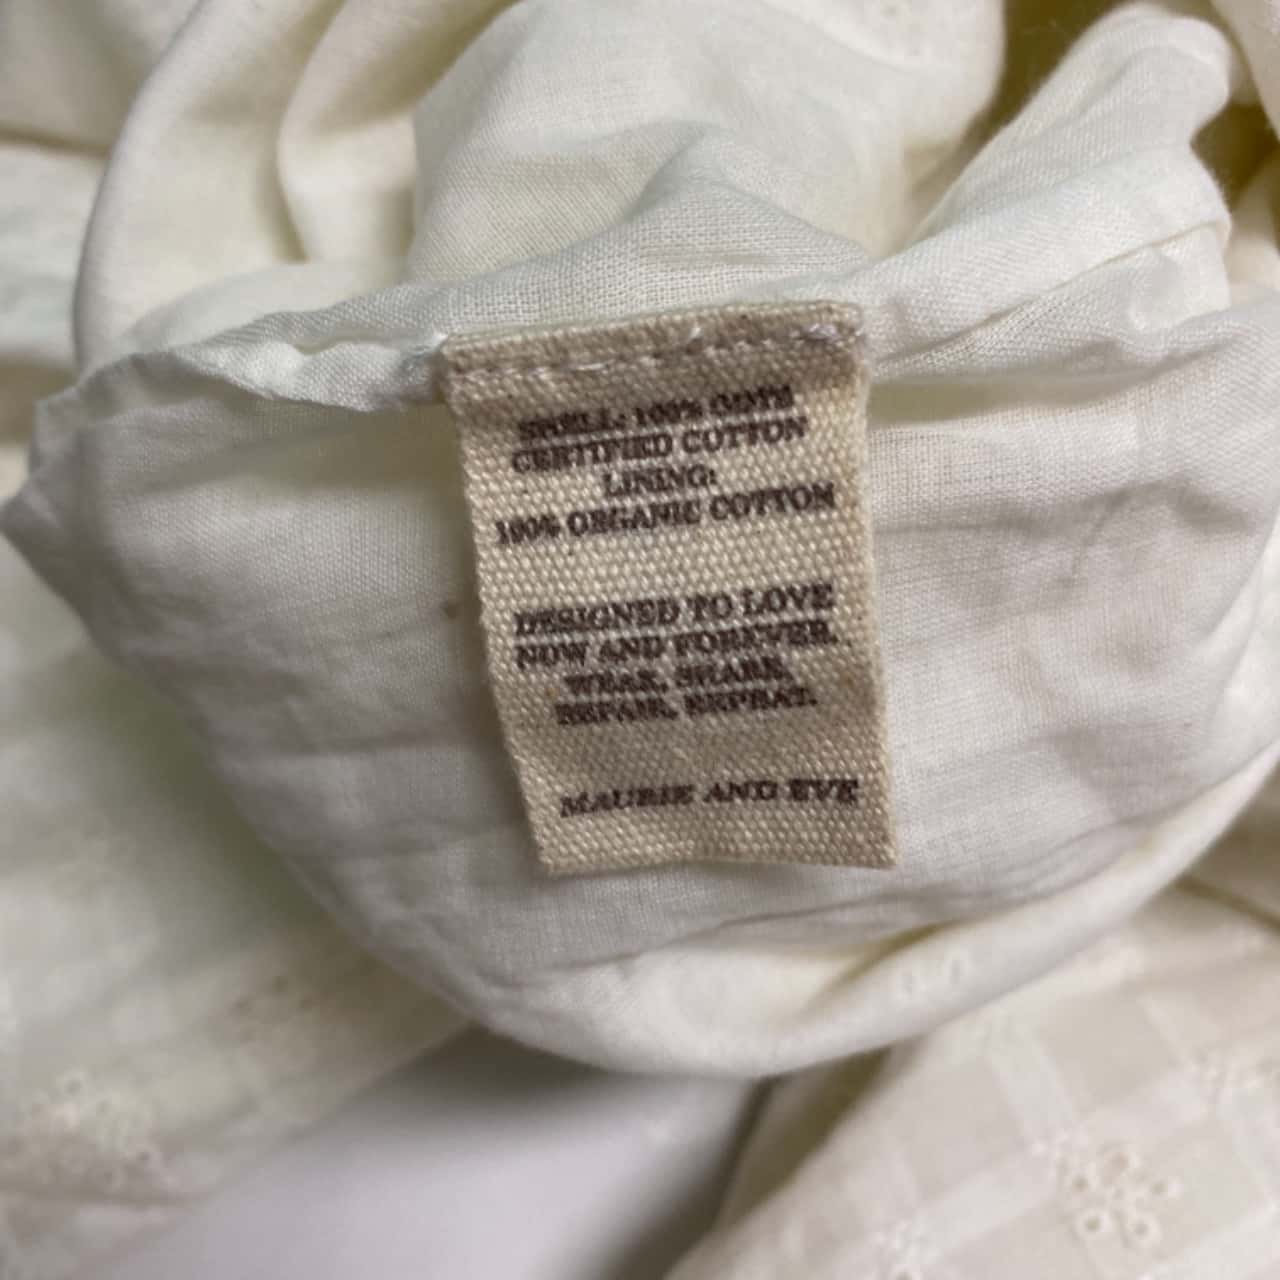 SHELL: 100% GOTS
CERTIFIED COTTON
LINING:
100% ORGANIC COTTON
DESIGNED TO LOVE
NOW AND FOREVER.
WEAR, SHARE,
REPAIR, REPEAT.
MAURIE AND EVE